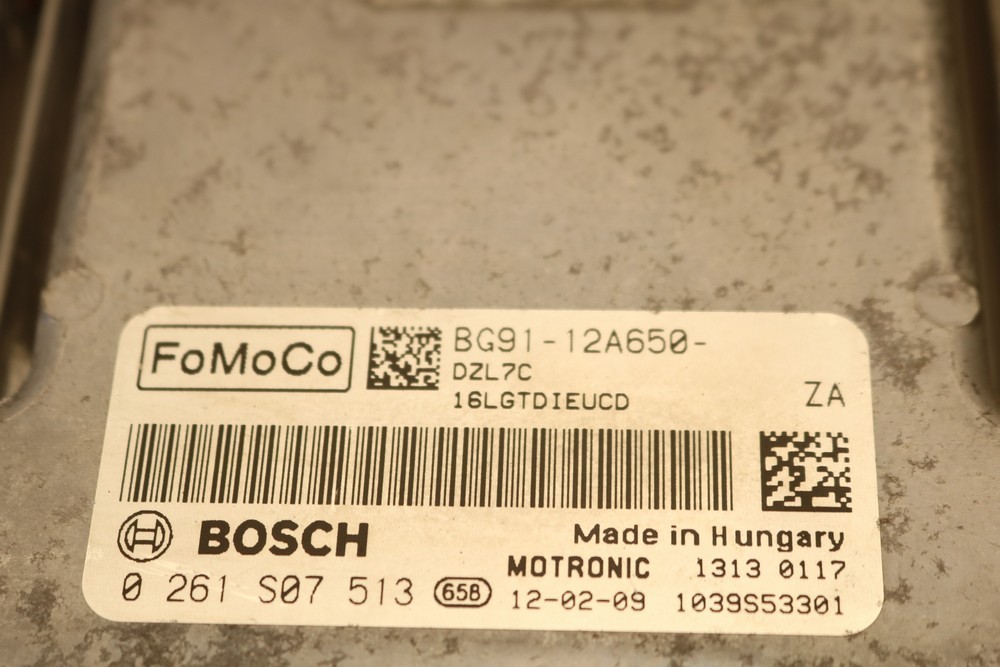 FoMoCo
BG91-12A650-
DZL7C
16LGTDIEUCD
ZA
BOSCH
Made in Hungary
MOTRONIC 1313 0117
0 261 S07 513 658 12-02-09 1039S53301